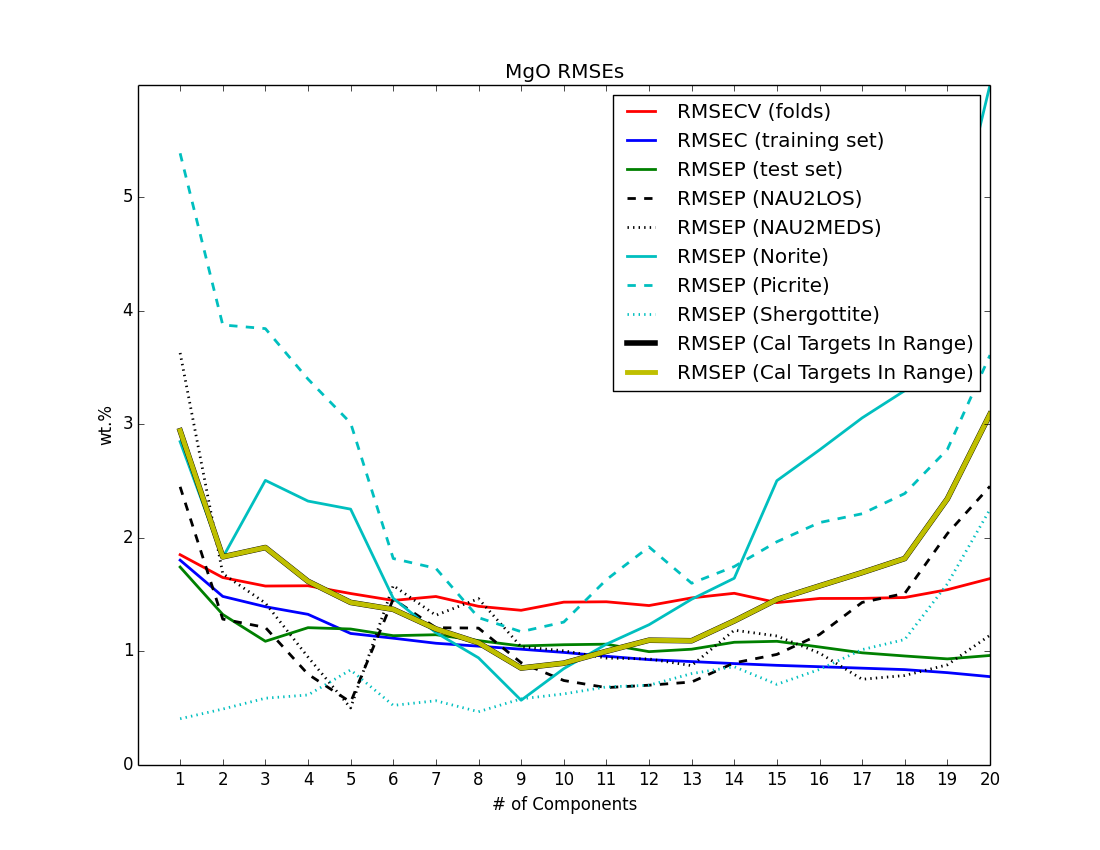 MgO RMSEs
RMSECV (folds)
RMSEC (training set)
RMSEP (test set)
RMSEP (NAU2LOS)
RMSEP (NAU2MEDS)
RMSEP (Norite)
RMSEP (Picrite)
RMSEP (Shergottite)
RMSEP (Cal Targets In Range)
RMSEP (Cal Targets In Range)
wt.%
5
4
3
2
1
0
1 2 3 4 5 6 7 8 9 10 11 12 13 14 15 16 17 18 19 20
# of Components